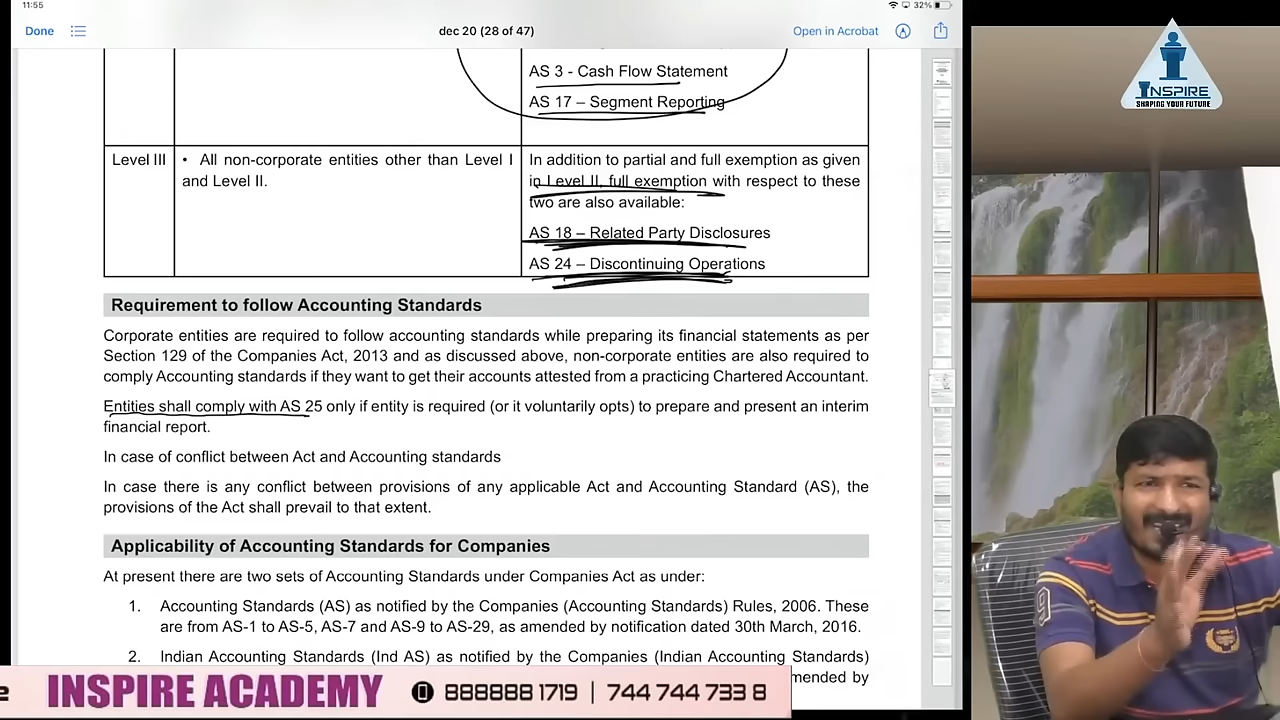 11:55
32%
Done
dec 20 (28 of 47)
Open in Acrobat
AS 3 - Cash Flow Statement
AS 17 – Segment Reporting
Level III
• All non-corporate entities other than Level I
and Level II.
In addition to partial and full exemption as given
in Level II, full exemption with respect to these
two are also available:
AS 18 – Related Party Disclosures
AS 24 – Discontinuing Operations
Requirement to follow Accounting Standards
Corporate entities are required to follow accounting standards while preparing its financial statements as per
Section 129 of the Companies Act, 2013 and as discussed above, non-corporate entities are also required to
comply Accounting standards if they want to get their accounts attested from a practicing Chartered Accountant.
Entities shall comply with AS 25 only if entity is required (or it voluntarily opts) to prepare and present an interim
financial report.
In case of conflict between Act and Accounting standards
In case there is any conflict between provisions of any applicable Act and Accounting Standard (AS), the
provisions of the Act shall prevail to that extent.
Applicability of Accounting Standards for Companies
At present there are two sets of Accounting Standards under Companies Act as under:
1. Accounting Standards (AS) as notified by the Companies (Accounting Standards) Rules, 2006. These
are from AS-1 to AS-5, AS-7 and AS-9 to AS-29, as amended by notification dated 30th March, 2016.
2. Indian Accounting Standards (Ind AS) as notified by the Companies (Indian Accounting Standards)
mended by
INSPIRE ACADEMY
888888 1719 | 744 744 733 8
INSPIRE
SHAPING YOUR FUTURE